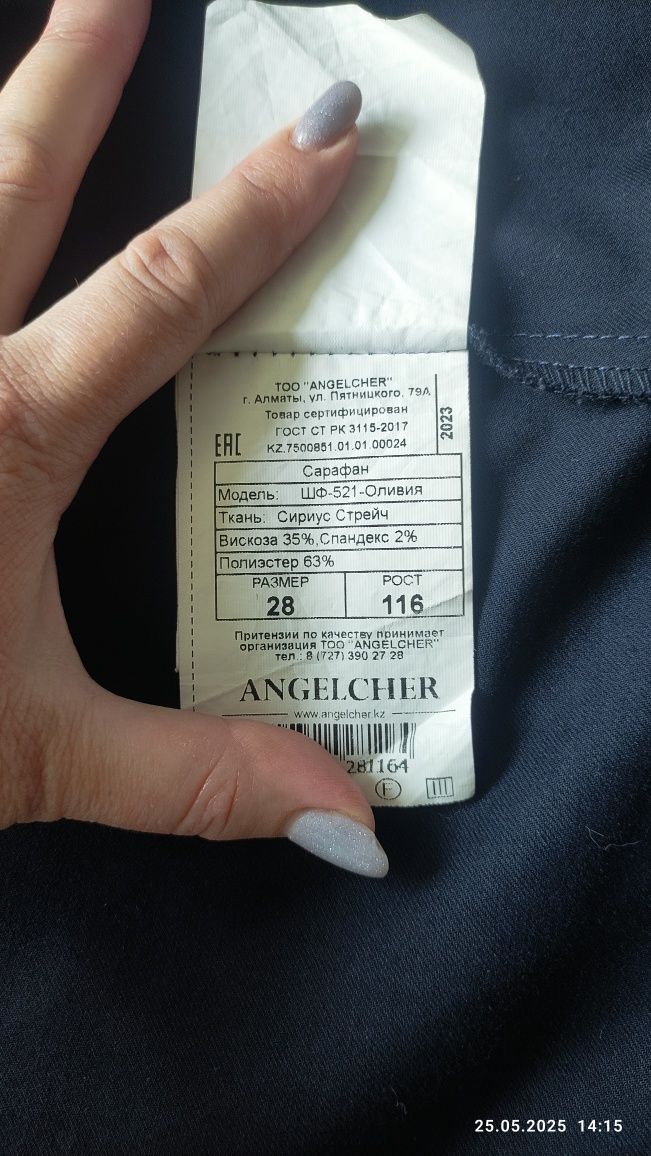 ТОО "ANGELCHER"
г. Алматы, ул. Пятницкого, 79А
Товар сертифицирован
ГОСТ СТ РК 3115-2017
KZ.7500851.01.01.00024
EAC
2023
Сарафан
Модель: ШФ-521-Оливия
Ткань: Сириус Стрейч
Вискоза 35%,Спандекс 2%
Полиэстер 63%
РАЗМЕР РОСТ
28 116
Притензии по качеству принимает
организация ТОО "ANGELCHER"
тел.: 8 (727) 390 27 28
ANGELCHER
www.angelcher.kz
281164
F
25.05.2025 14:15